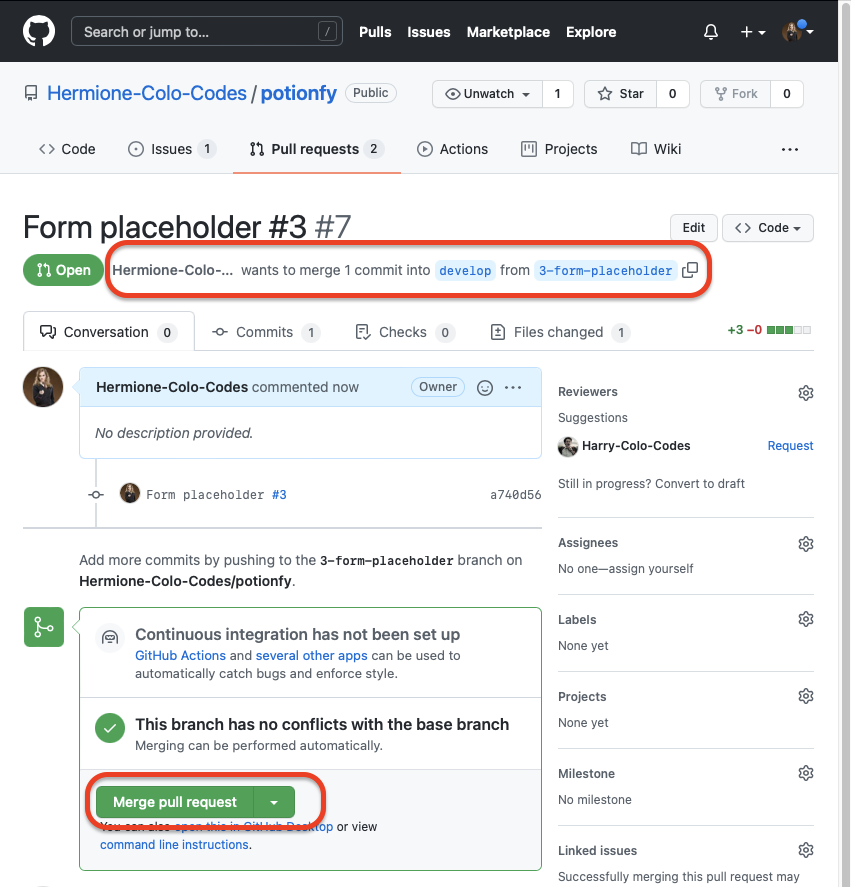 Search or jump to... /
Pulls Issues Marketplace Explore
Hermione-Colo-Codes / potionfy Public
Unwatch 1 Star 0 Fork 0
Code Issues 1 Pull requests 2 Actions Projects Wiki ...
Form placeholder #3 #7
Edit Code
Open Hermione-Colo-... wants to merge 1 commit into develop from 3-form-placeholder
Conversation 0 Commits 1 Checks 0 Files changed 1 +3 −0
Hermione-Colo-Codes commented now Owner ...
No description provided.
Form placeholder #3 a740d56
Add more commits by pushing to the 3-form-placeholder branch on
Hermione-Colo-Codes/potionfy.
Continuous integration has not been set up
GitHub Actions and several other apps can be used to
automatically catch bugs and enforce style.
This branch has no conflicts with the base branch
Merging can be performed automatically.
Merge pull request
You can also open this in GitHub Desktop or view
command line instructions.
Reviewers
Suggestions
Harry-Colo-Codes Request
Still in progress? Convert to draft
Assignees
No one—assign yourself
Labels
None yet
Projects
None yet
Milestone
No milestone
Linked issues
Successfully merging this pull request may